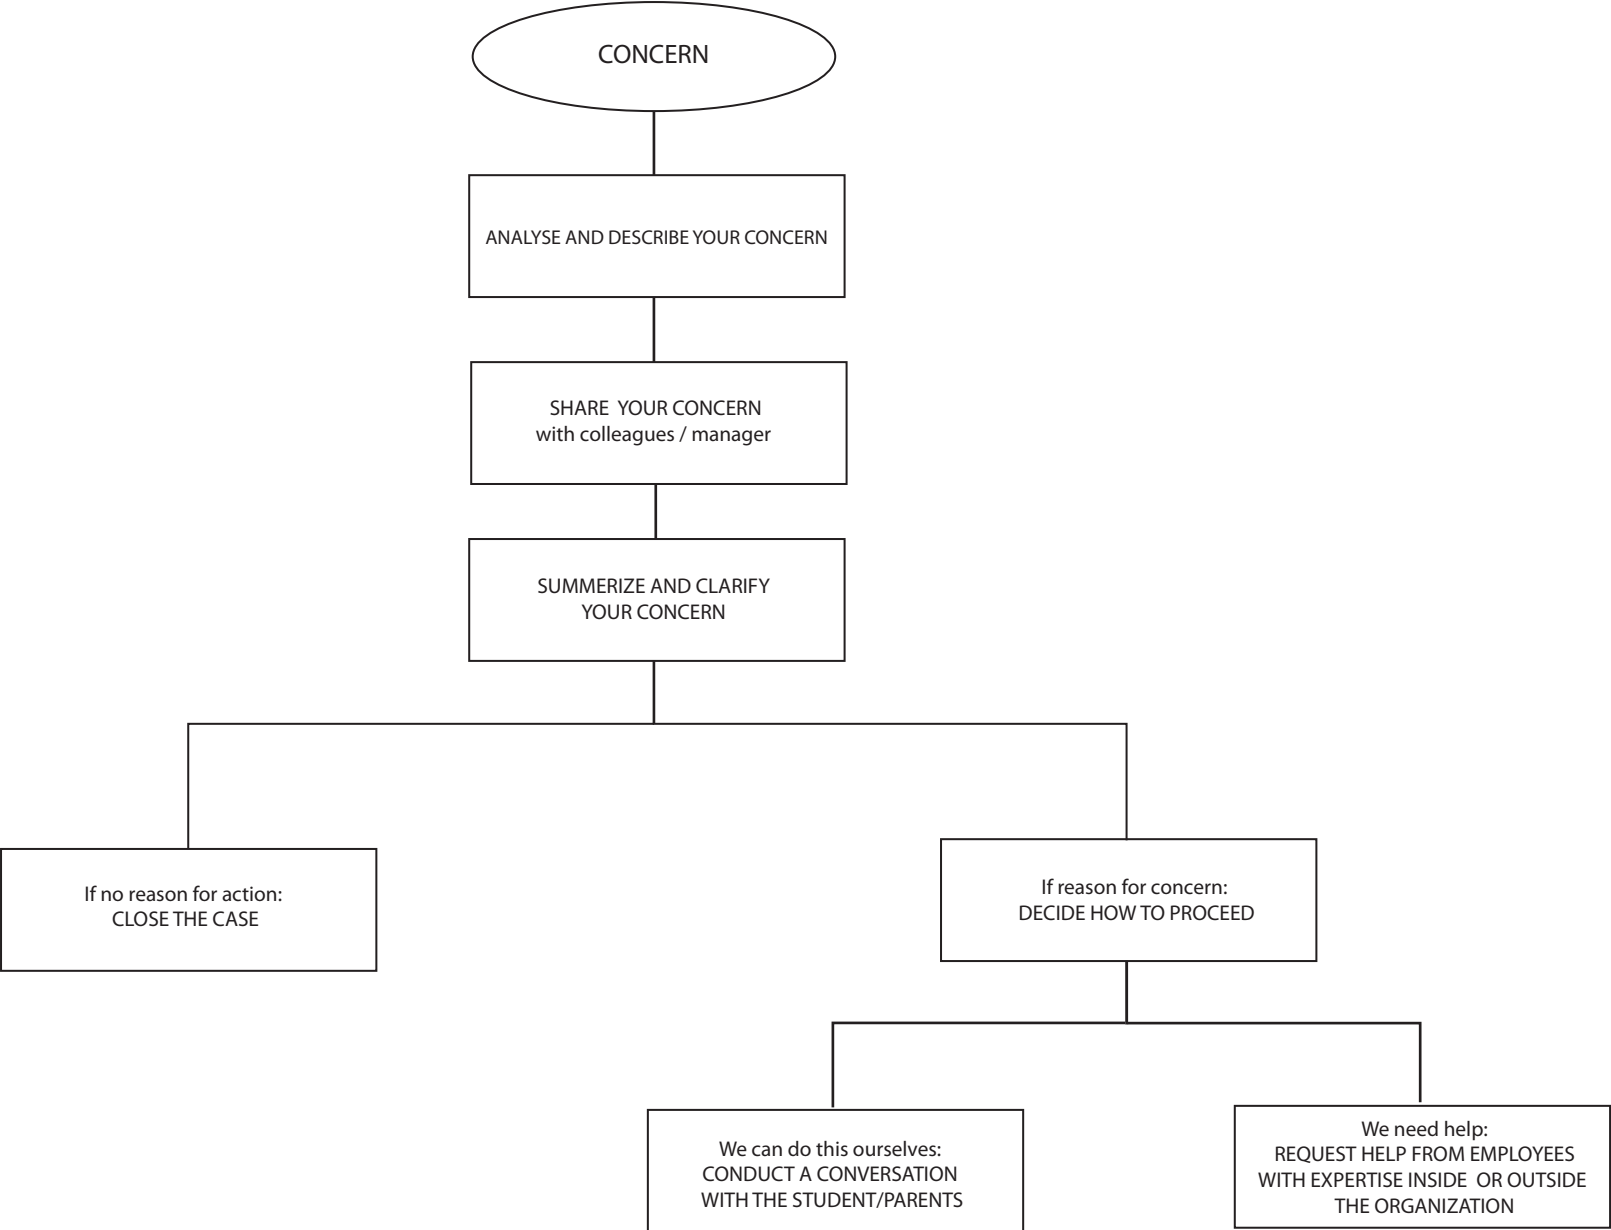 CONCERN
ANALYSE AND DESCRIBE YOUR CONCERN
SHARE YOUR CONCERN
with colleagues / manager
SUMMERIZE AND CLARIFY
YOUR CONCERN
If no reason for action:
CLOSE THE CASE
If reason for concern:
DECIDE HOW TO PROCEED
We can do this ourselves:
CONDUCT A CONVERSATION
WITH THE STUDENT/PARENTS
We need help:
REQUEST HELP FROM EMPLOYEES
WITH EXPERTISE INSIDE OR OUTSIDE
THE ORGANIZATION